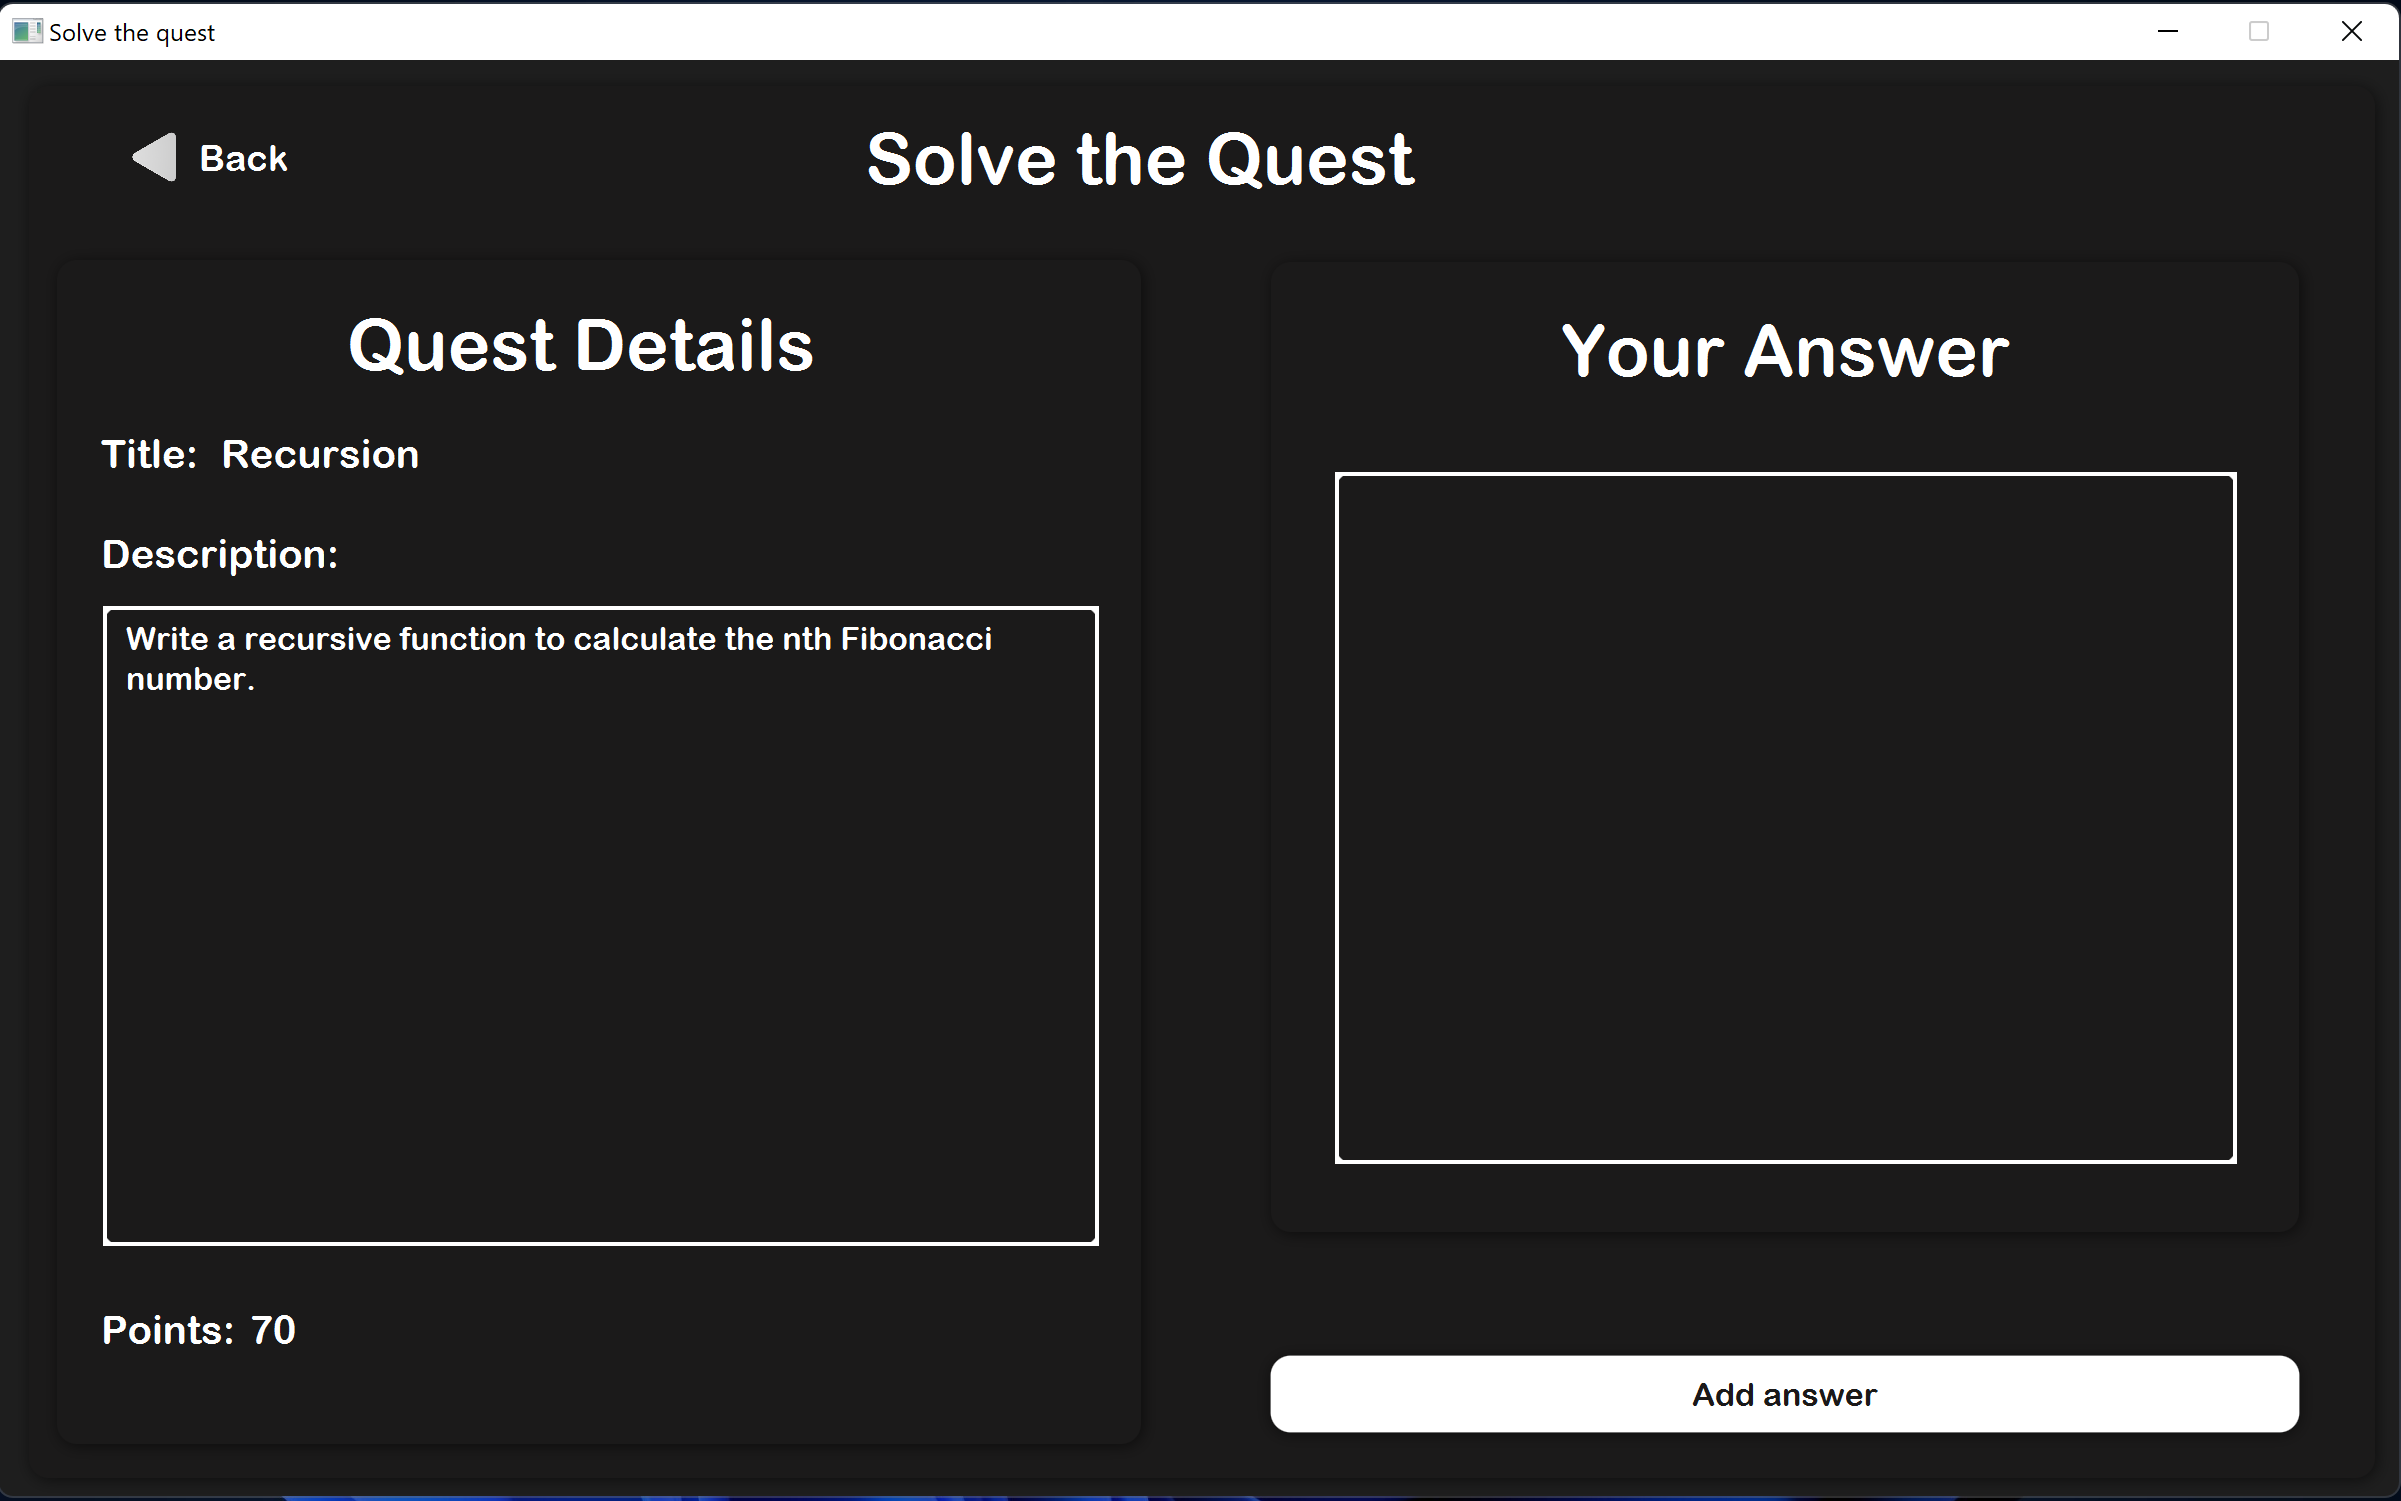 Solve the quest
Back
Solve the Quest
Quest Details
Title: Recursion
Description:
Write a recursive function to calculate the nth Fibonacci
number.
Points: 70
Your Answer
Add answer